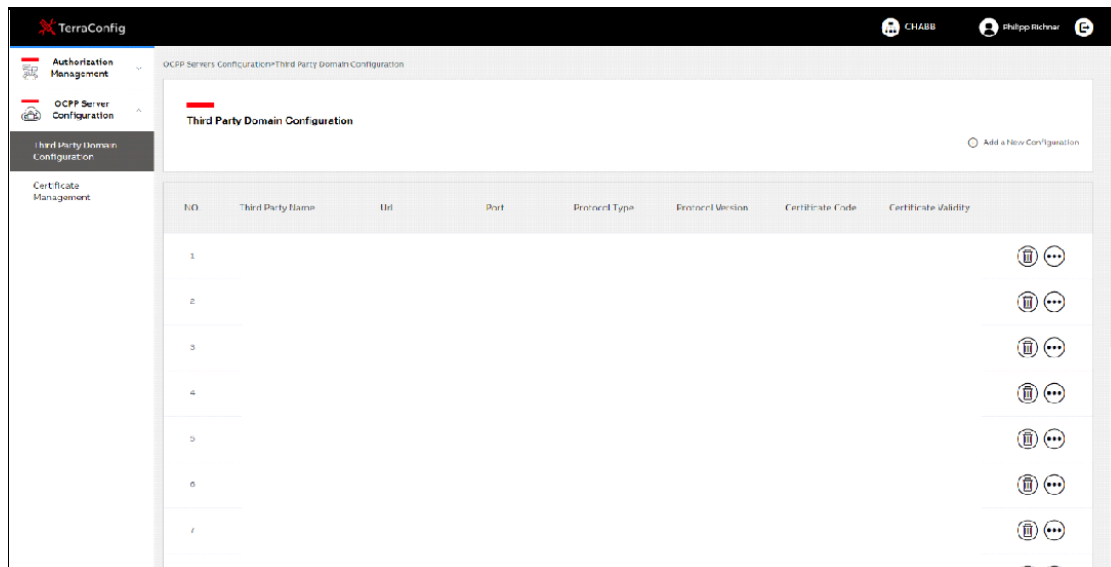 TerraConfig
CHABB
Philipp Richner
Authorization
Management
OCPP Servers Configuration>Third Party Domain Configuration
OCPP Server
Configuration
Third Party Domain Configuration
Third Party Domain
Configuration
Add a New Configuration
Certificate
Management
NO. Third Party Name Url Port Protocol Type Protocol Version Certificate Code Certificate Validity
1
2
3
4
5
6
7